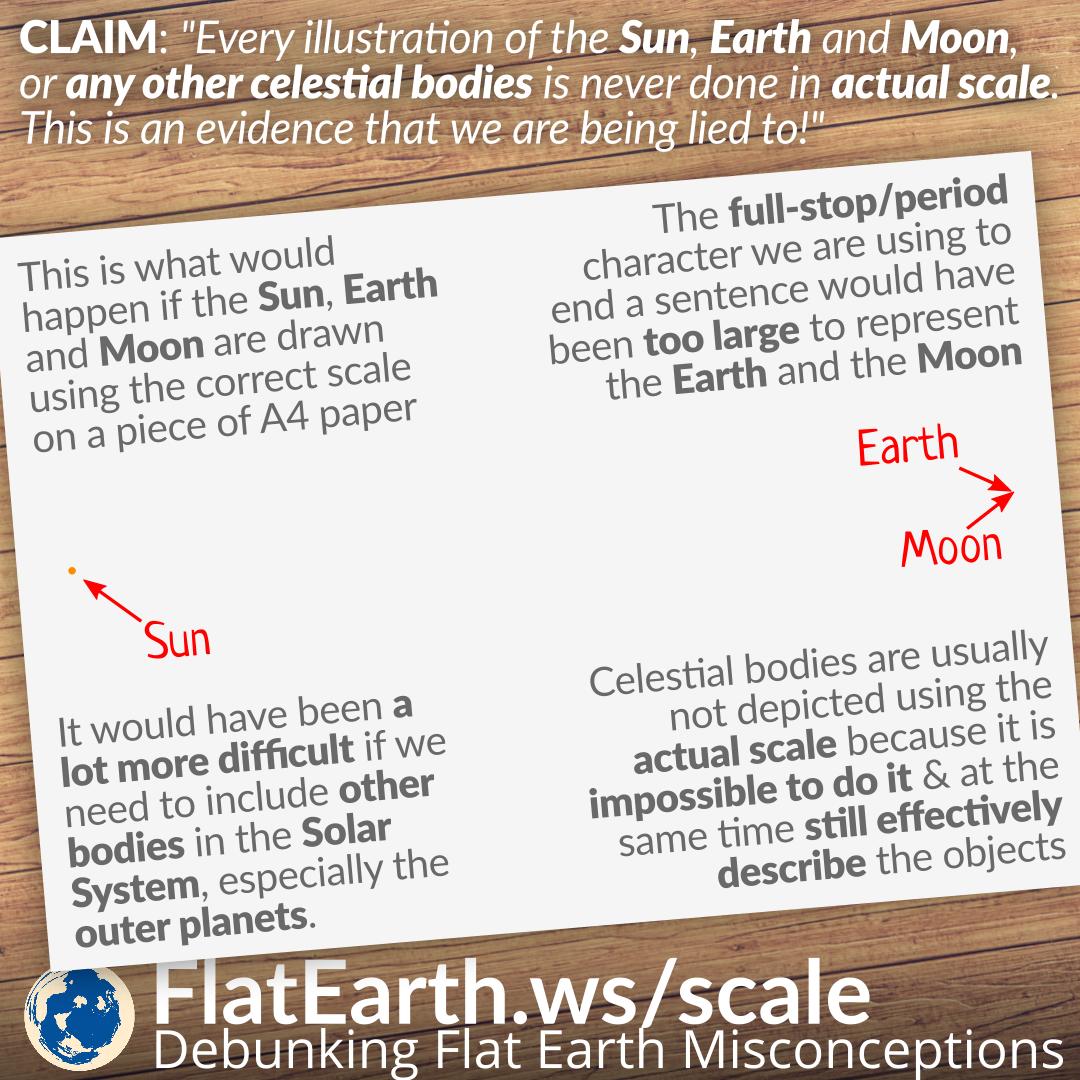 CLAIM: "Every illustration of the Sun, Earth and Moon,
or any other celestial bodies is never done in actual scale.
This is an evidence that we are being lied to!"
This is what would
happen if the Sun, Earth
and Moon are drawn
using the correct scale
on a piece of A4 paper
The full-stop/period
character we are using to
end a sentence would have
been too large to represent
the Earth and the Moon
Earth
Moon
Sun
It would have been a
lot more difficult if we
need to include other
bodies in the Solar
System, especially the
outer planets.
Celestial bodies are usually
not depicted using the
actual scale because it is
impossible to do it & at the
same time still effectively
describe the objects
FlatEarth.ws/scale
Debunking Flat Earth Misconceptions